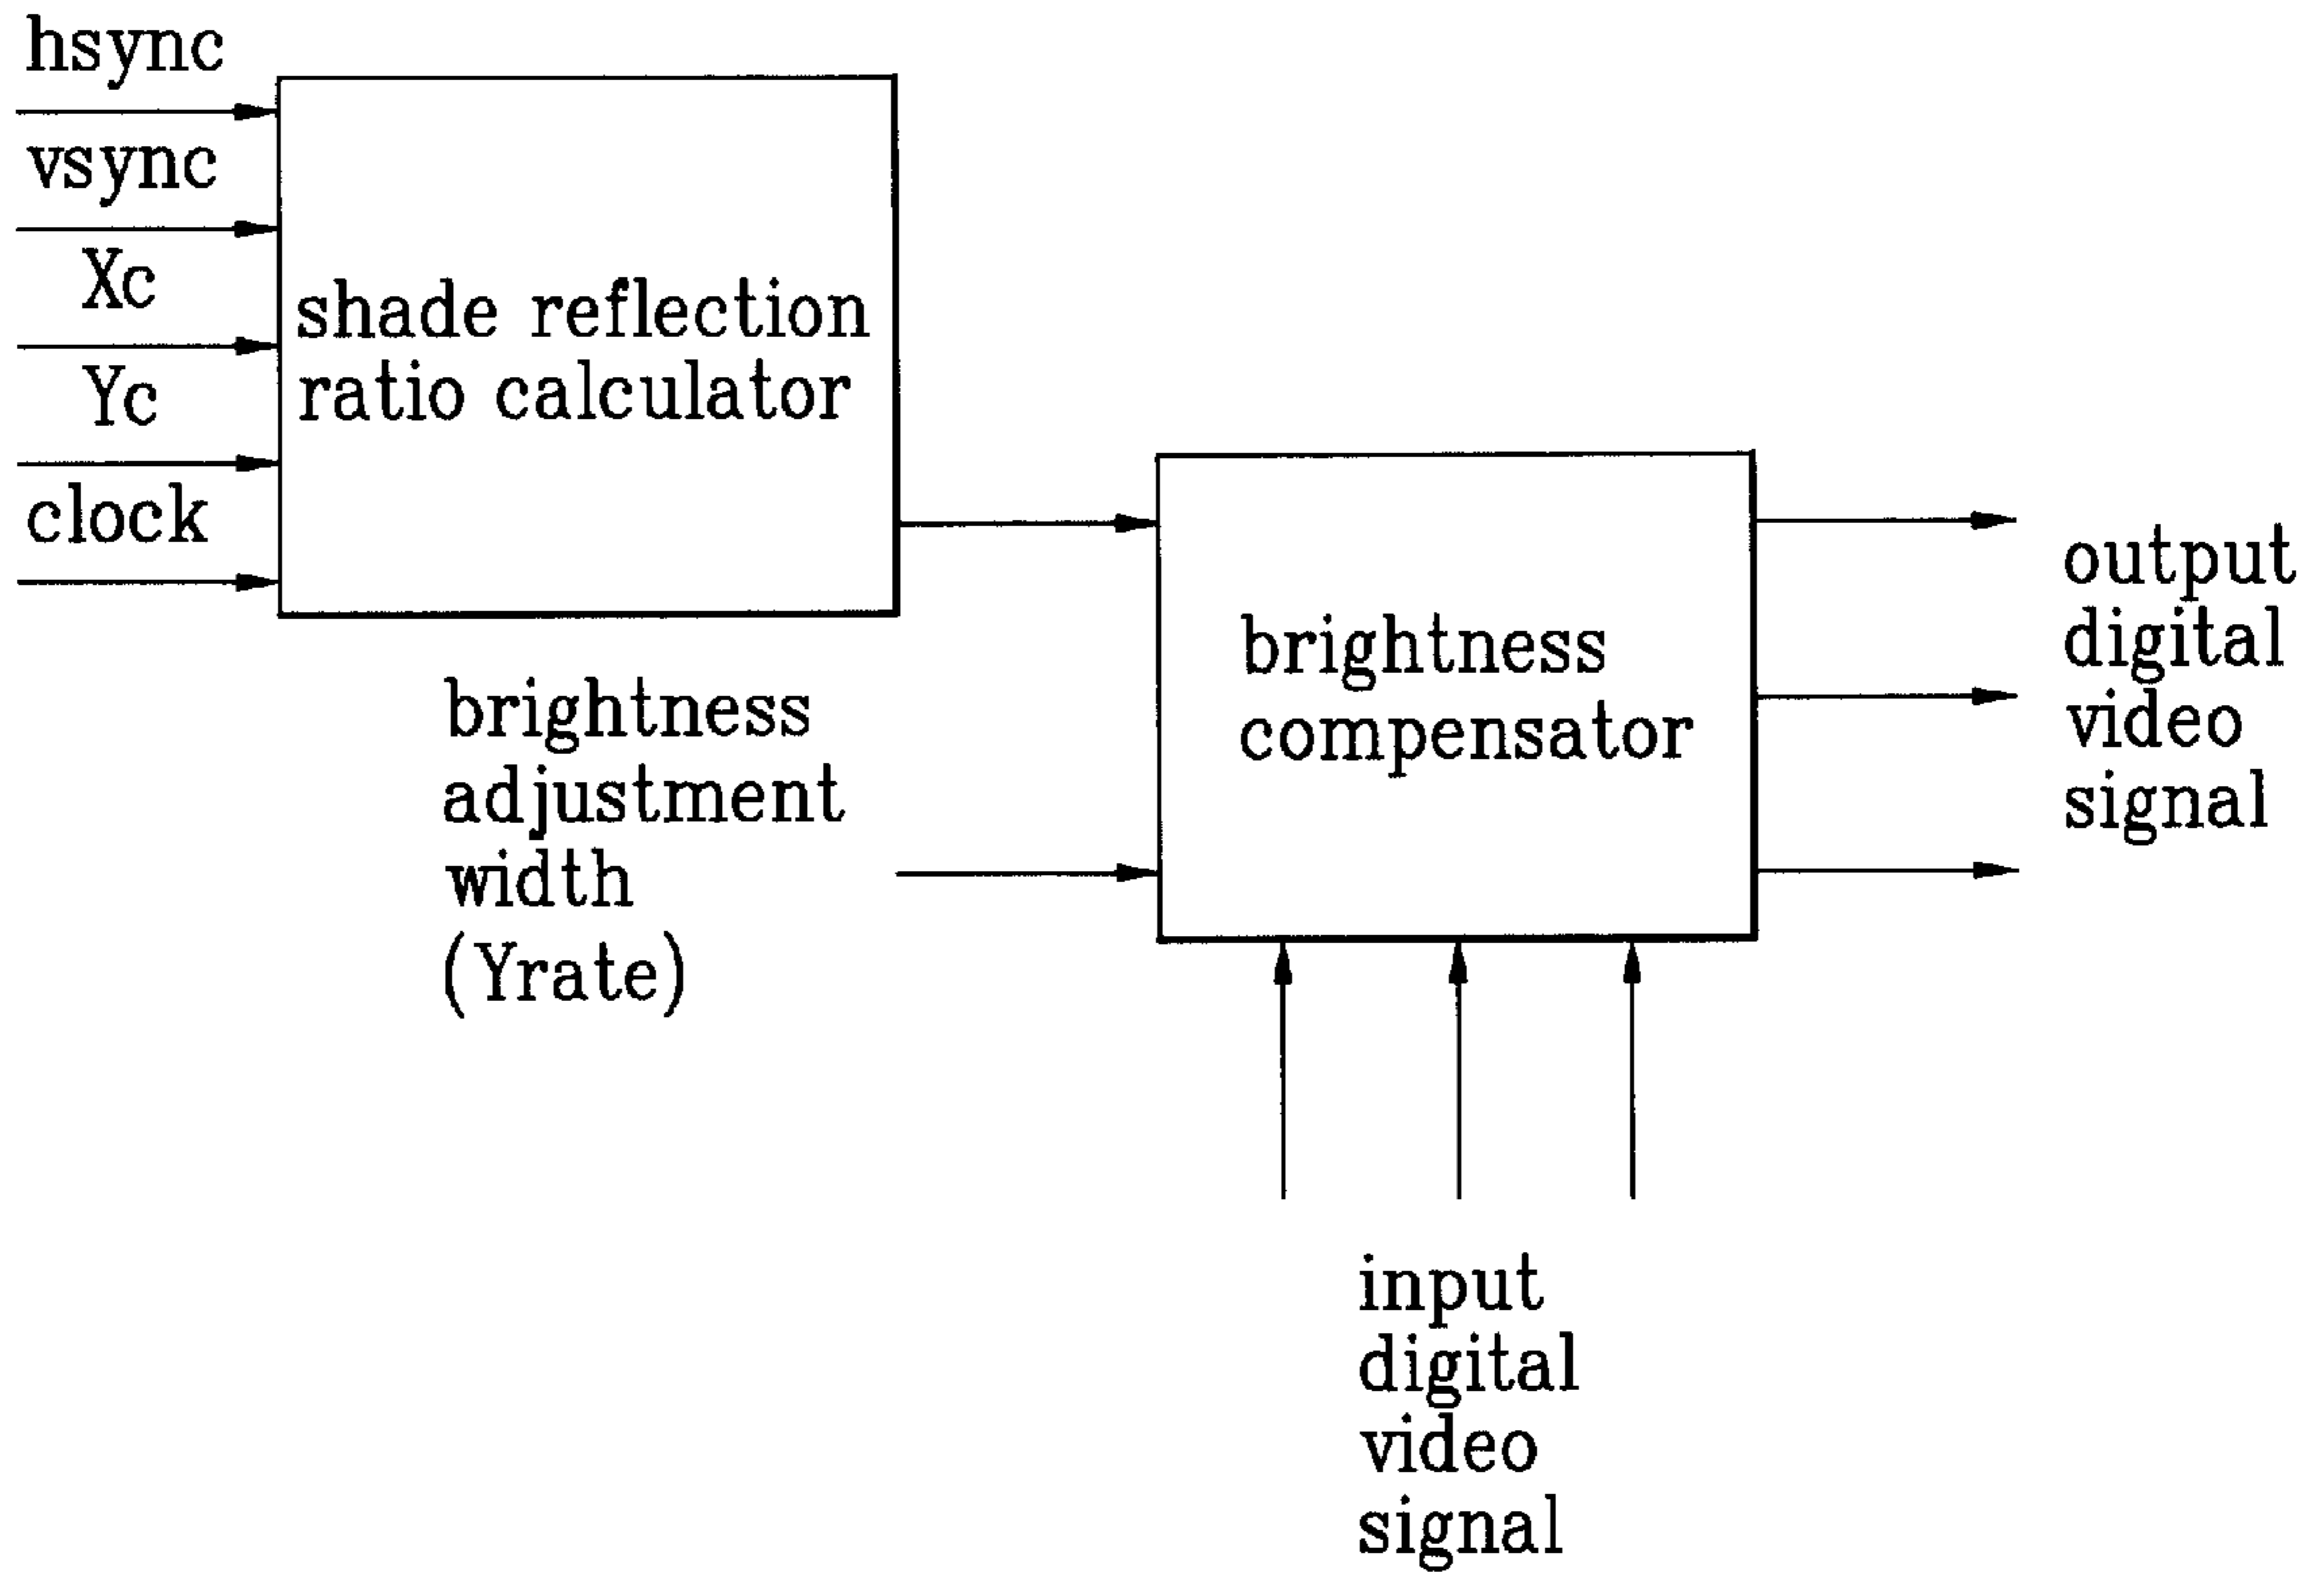 hsync
vsync
Xc
Yc
clock
shade reflection
ratio calculator
brightness
adjustment
width
(Yrate)
brightness
compensator
output
digital
video
signal
input
digital
video
signal